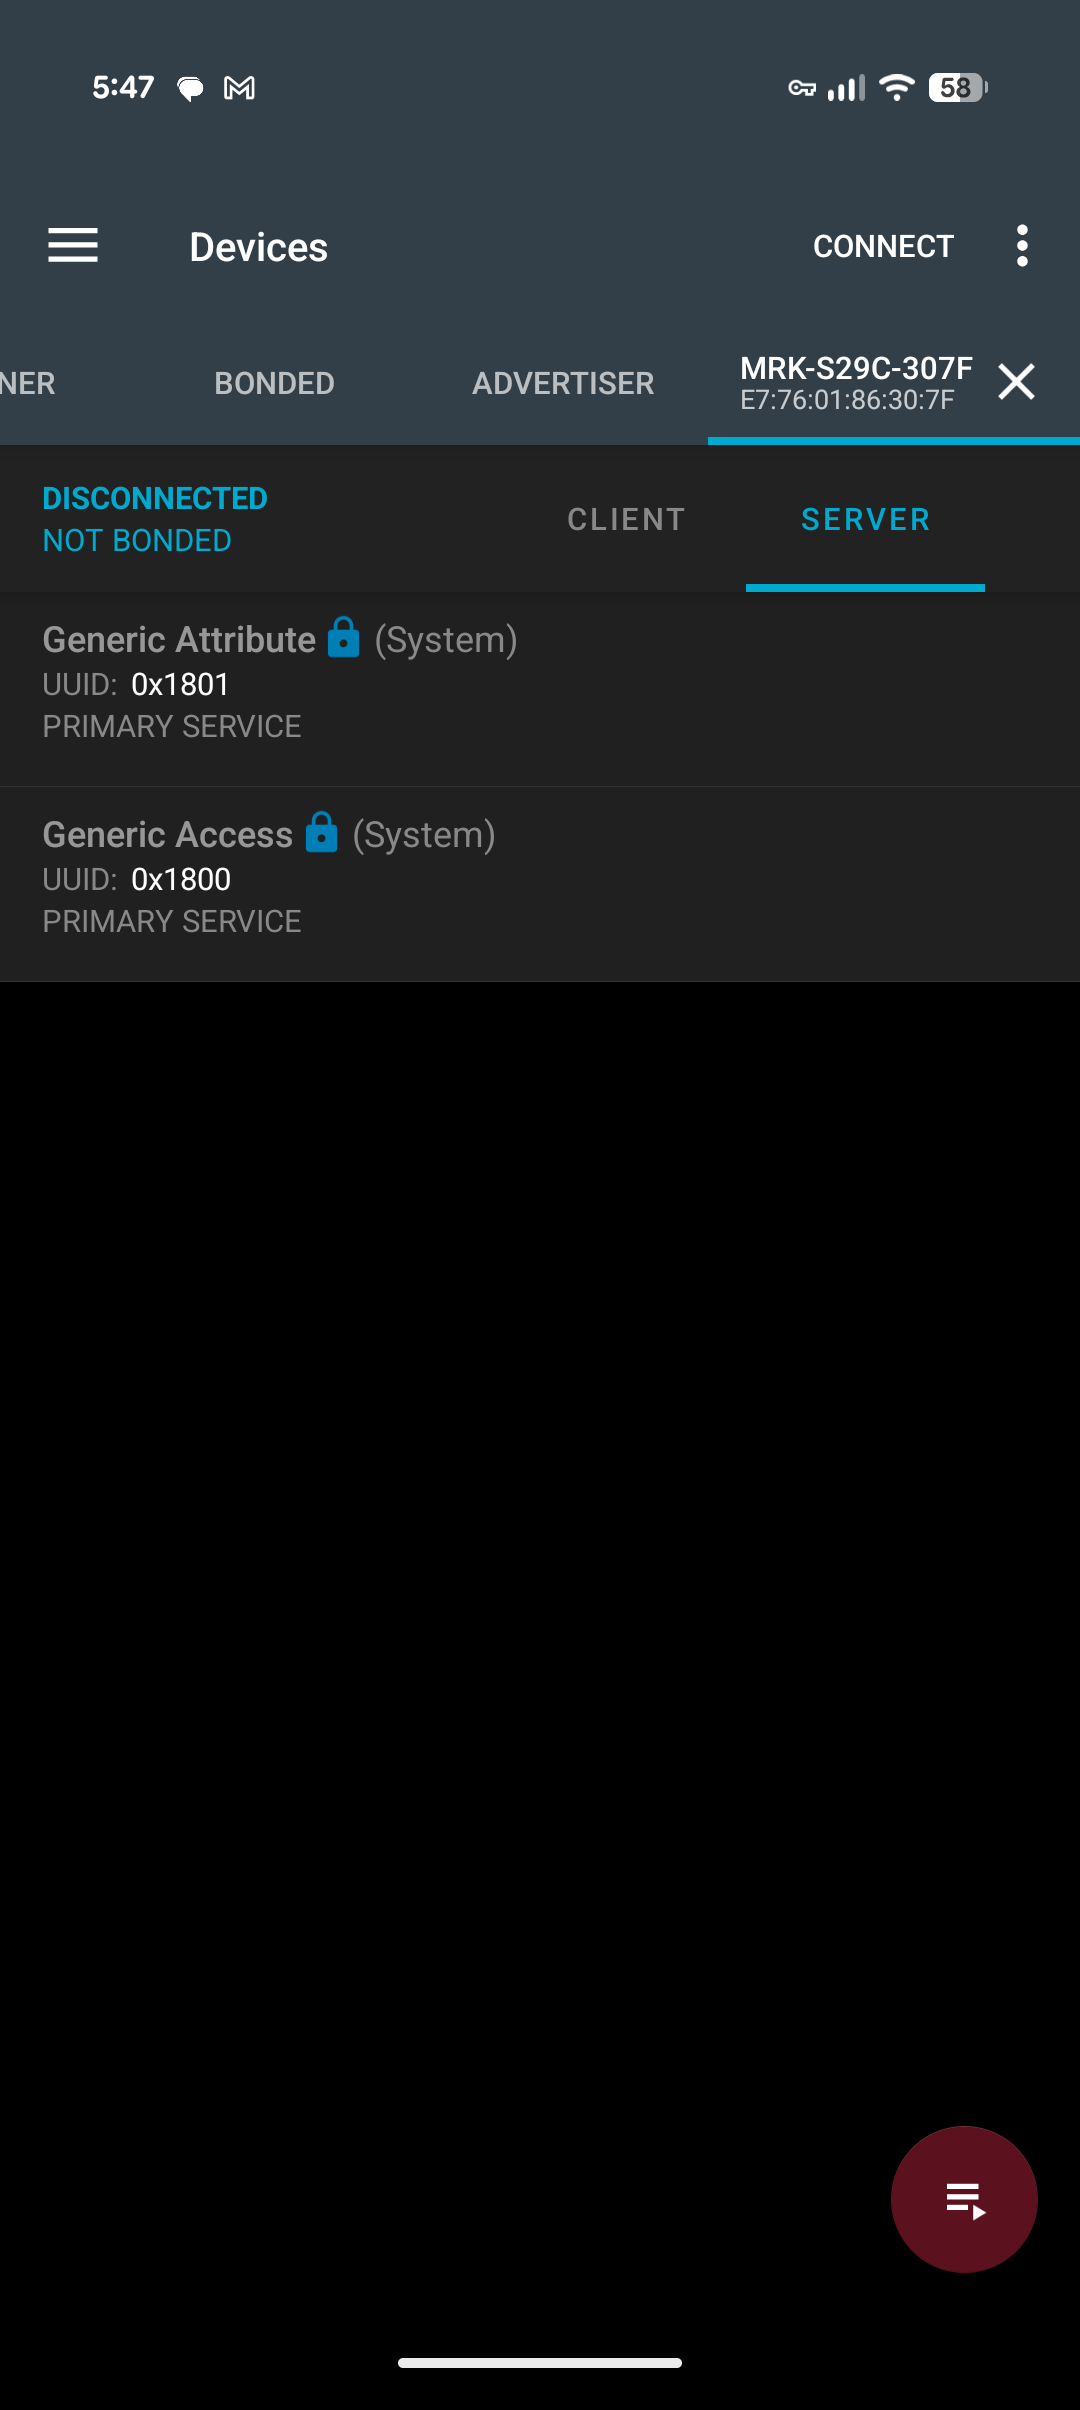 5:47
58
Devices
CONNECT
NER
BONDED
ADVERTISER
MRK-S29C-307F
E7:76:01:86:30:7F
DISCONNECTED
NOT BONDED
CLIENT
SERVER
Generic Attribute (System)
UUID: 0x1801
PRIMARY SERVICE
Generic Access (System)
UUID: 0x1800
PRIMARY SERVICE